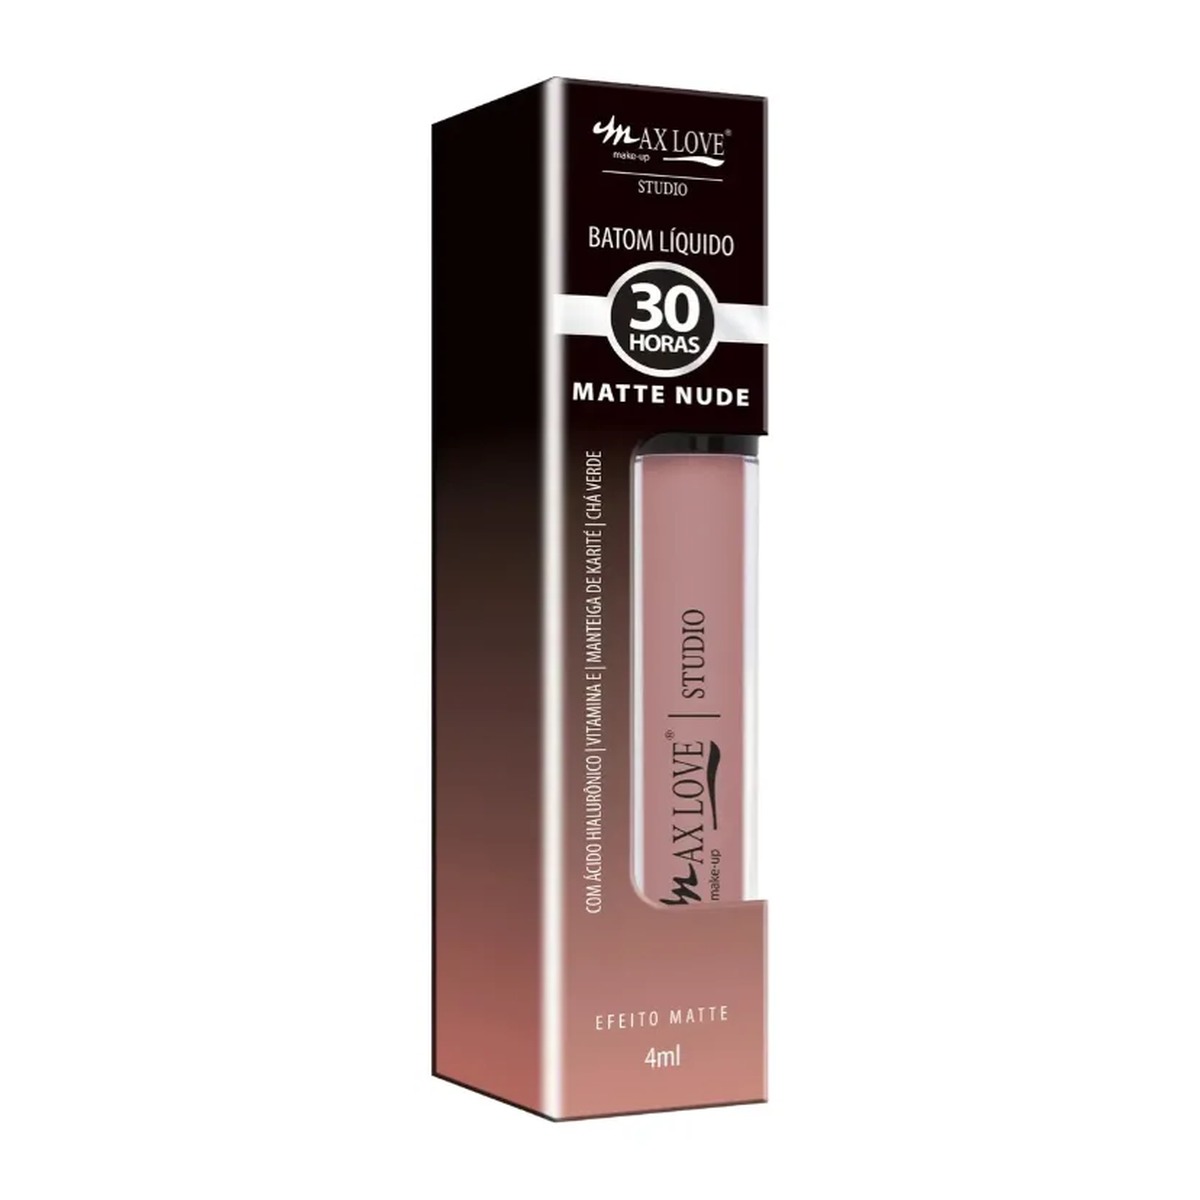 MAX LOVE®
make-up
STUDIO
BATOM LÍQUIDO
30
HORAS
MATTE NUDE
COM ÁCIDO HIALURÔNICO | VITAMINA E | MANTEIGA DE KARITÉ | CHÁ VERDE
MAX LOVE® | STUDIO
make-up
EFEITO MATTE
4ml